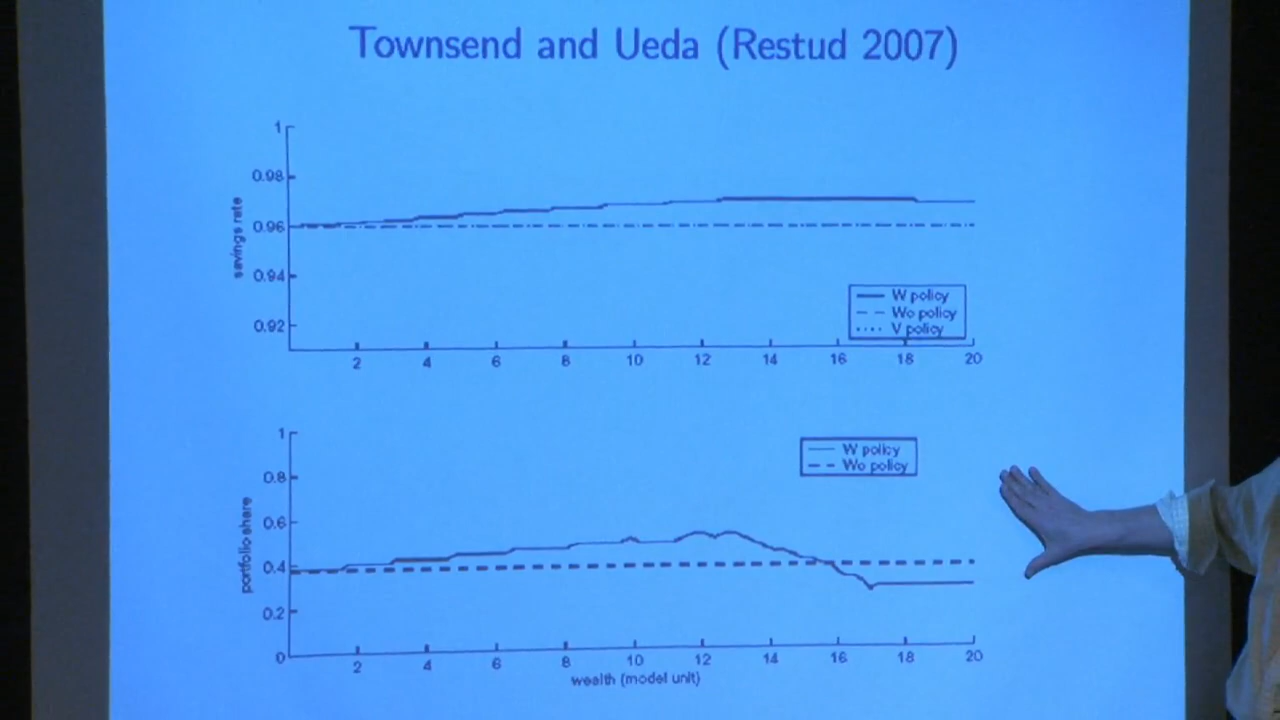 Townsend and Ueda (Restud 2007)
1
0.98
0.96
0.94
0.92
savings rate
W policy
Wo policy
V policy
2 4 6 8 10 12 14 16 18 20
1
0.8
0.6
0.4
0.2
0
portfolio share
W policy
Wo policy
2 4 6 8 10 12 14 16 18 20
wealth (model unit)